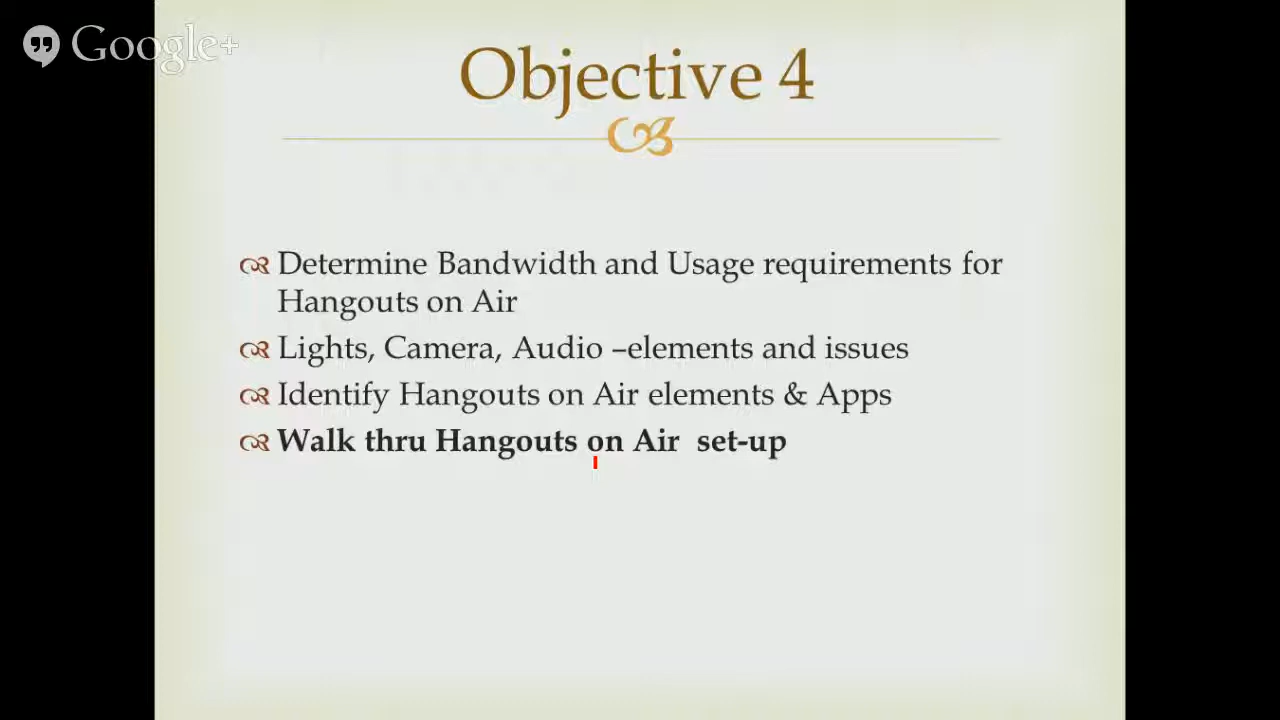 Google+
Objective 4
Determine Bandwidth and Usage requirements for
Hangouts on Air
Lights, Camera, Audio –elements and issues
Identify Hangouts on Air elements & Apps
Walk thru Hangouts on Air set-up